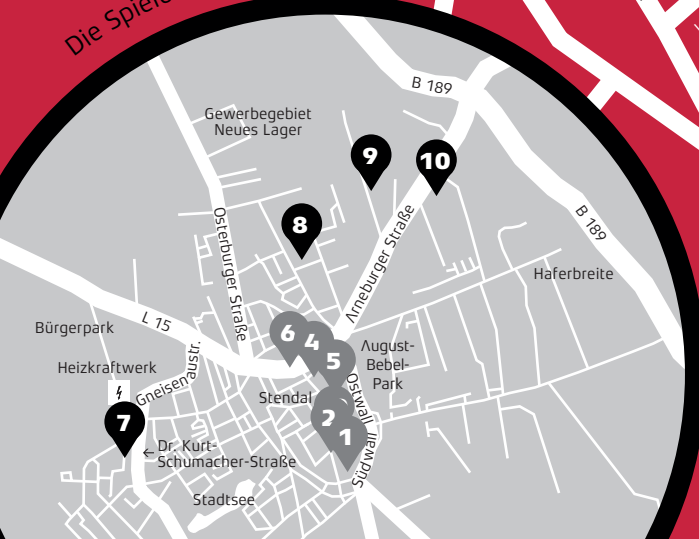 Die Spiel
B 189
Gewerbegebiet
Neues Lager
9
10
8
Osterburger Straße
Arneburger Straße
B 189
Haferbreite
L 15
Bürgerpark
6
4
5
August-
Bebel-
Park
Heizkraftwerk
Gneisenaustr.
Stendal
Ostwall
7
2
1
← Dr. Kurt-
Schumacher-Straße
Südwall
Stadtsee